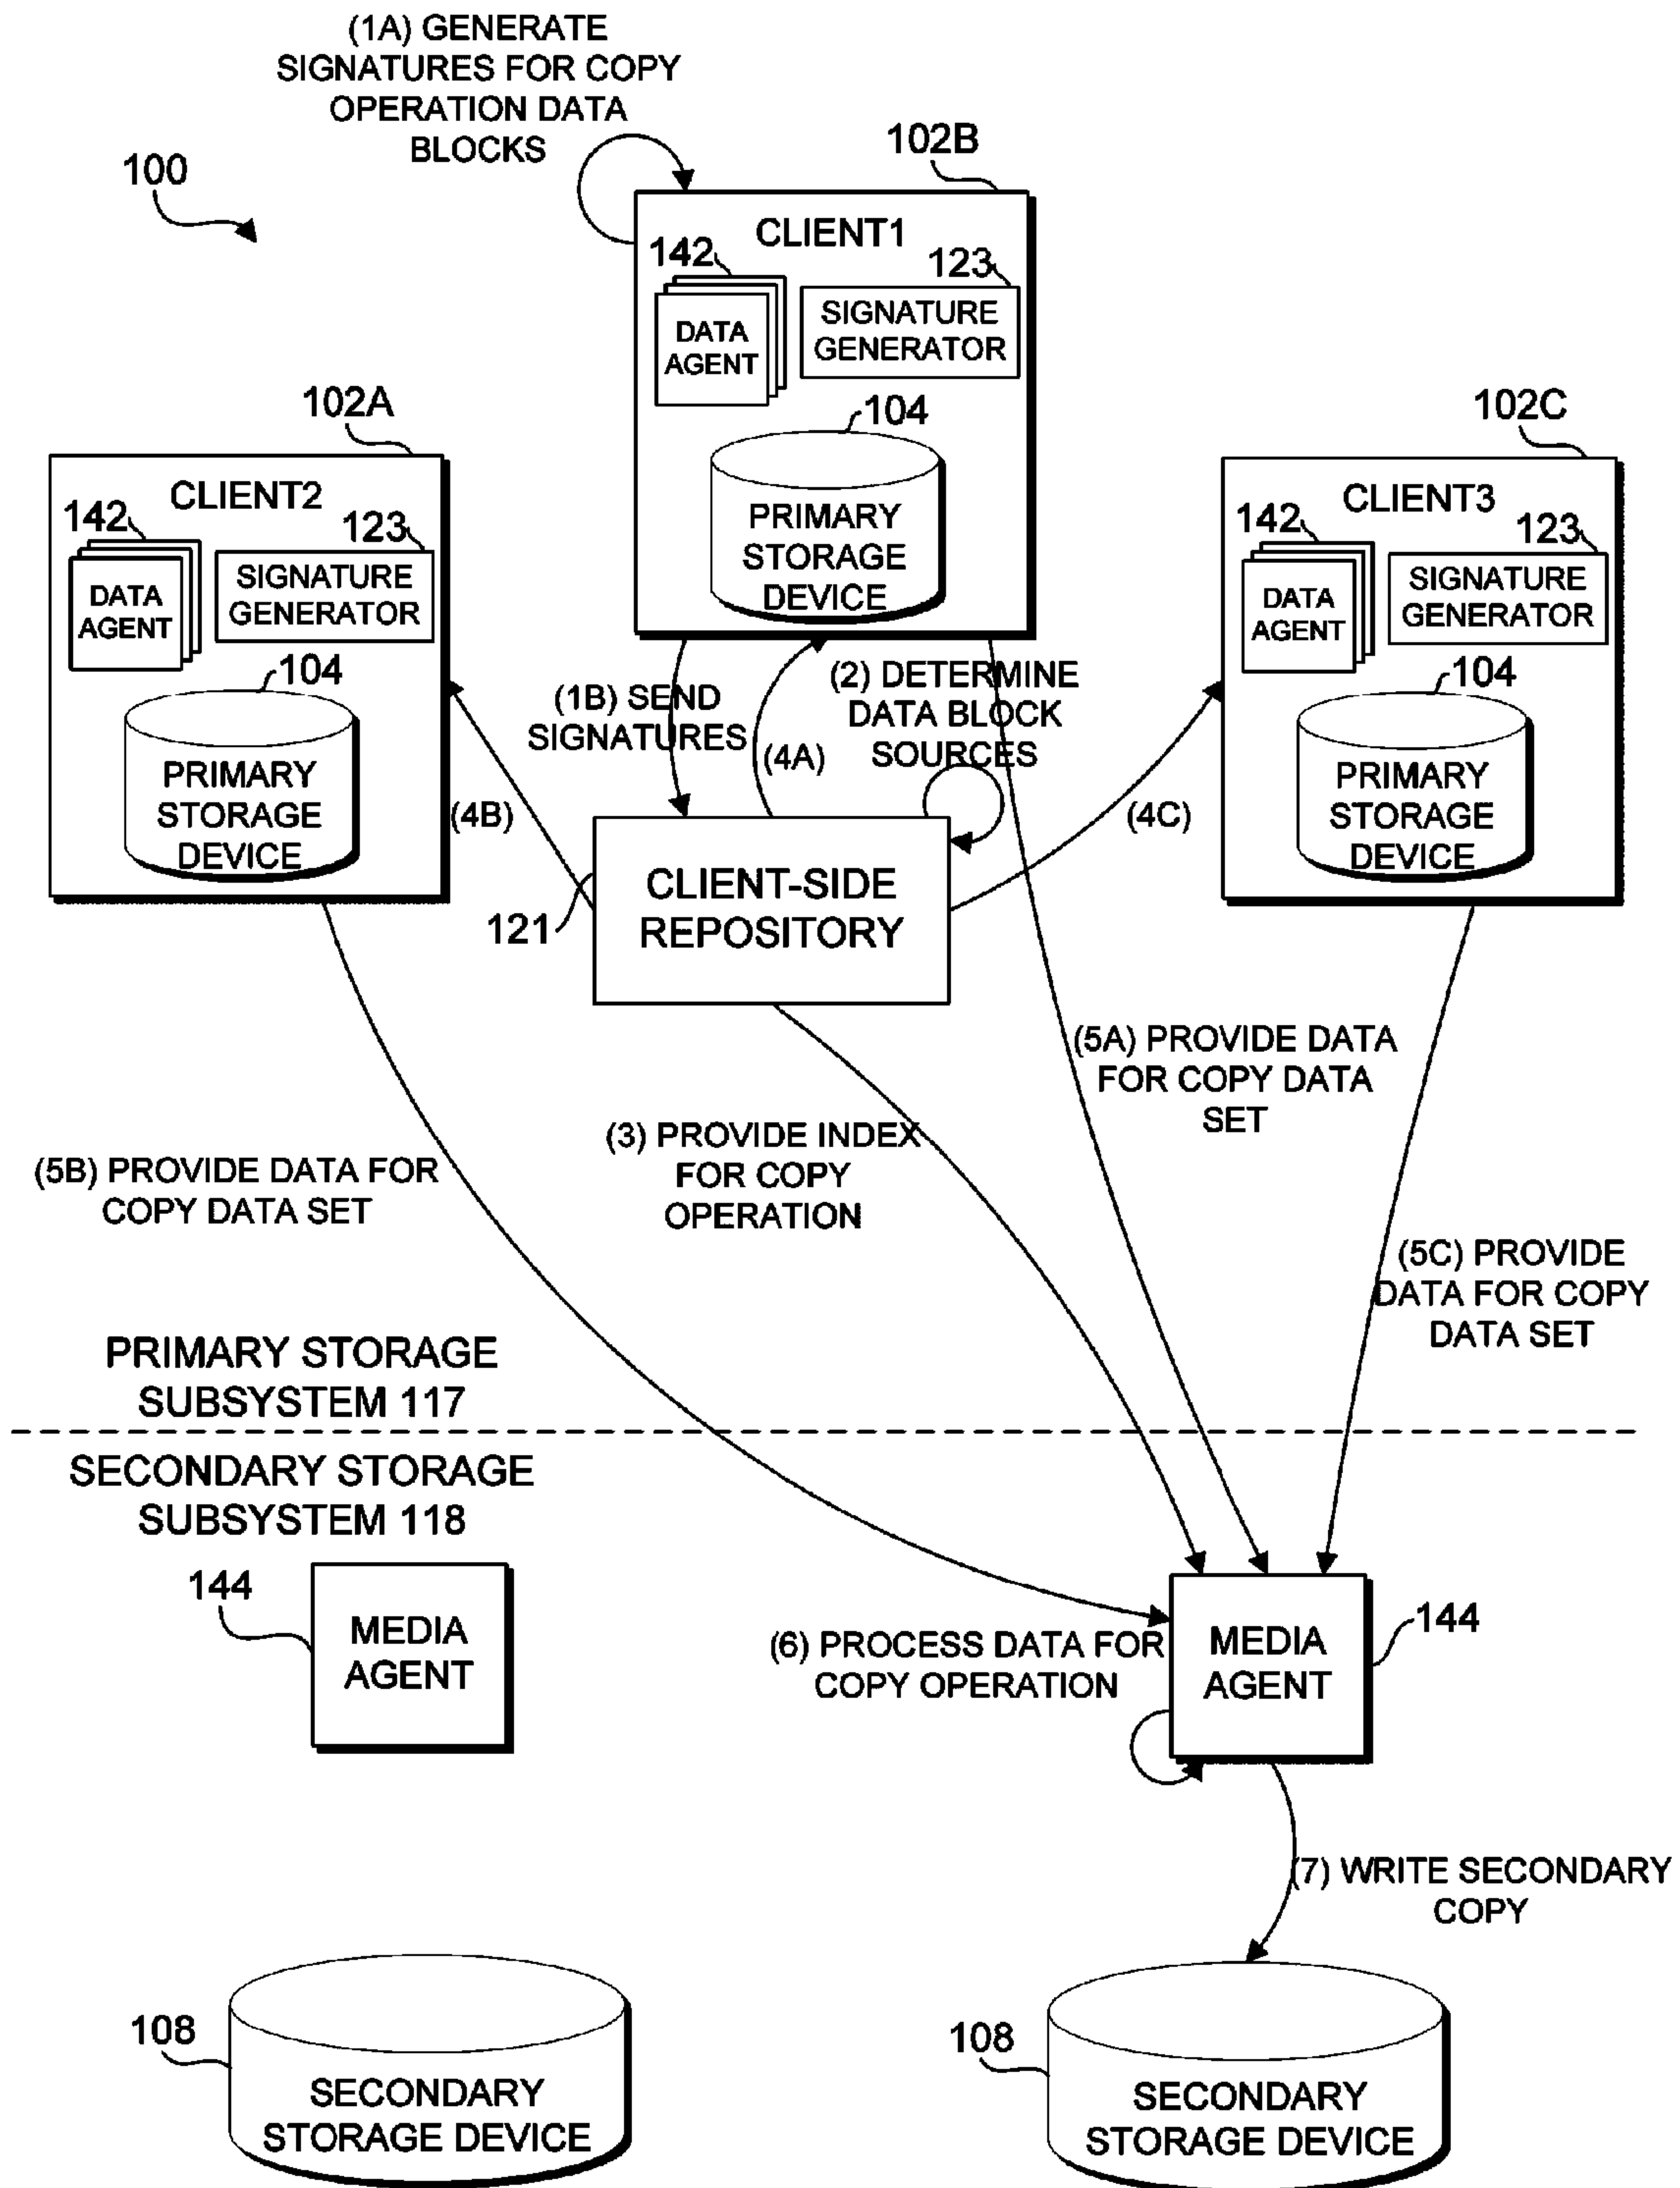 (1A) GENERATE
SIGNATURES FOR COPY
OPERATION DATA
BLOCKS
100
102B
CLIENT1
142
123
DATA
AGENT
SIGNATURE
GENERATOR
104
PRIMARY
STORAGE
DEVICE
102A
CLIENT2
142
123
DATA
AGENT
SIGNATURE
GENERATOR
104
PRIMARY
STORAGE
DEVICE
102C
CLIENT3
142
123
DATA
AGENT
SIGNATURE
GENERATOR
104
PRIMARY
STORAGE
DEVICE
(1B) SEND
SIGNATURES
(4A)
(2) DETERMINE
DATA BLOCK
SOURCES
(4B)
(4C)
CLIENT-SIDE
REPOSITORY
121
(5A) PROVIDE DATA
FOR COPY DATA
SET
(3) PROVIDE INDEX
FOR COPY
OPERATION
(5B) PROVIDE DATA FOR
COPY DATA SET
(5C) PROVIDE
DATA FOR COPY
DATA SET
PRIMARY STORAGE
SUBSYSTEM 117
SECONDARY STORAGE
SUBSYSTEM 118
144
MEDIA
AGENT
144
MEDIA
AGENT
(6) PROCESS DATA FOR
COPY OPERATION
(7) WRITE SECONDARY
COPY
108
SECONDARY
STORAGE DEVICE
108
SECONDARY
STORAGE DEVICE